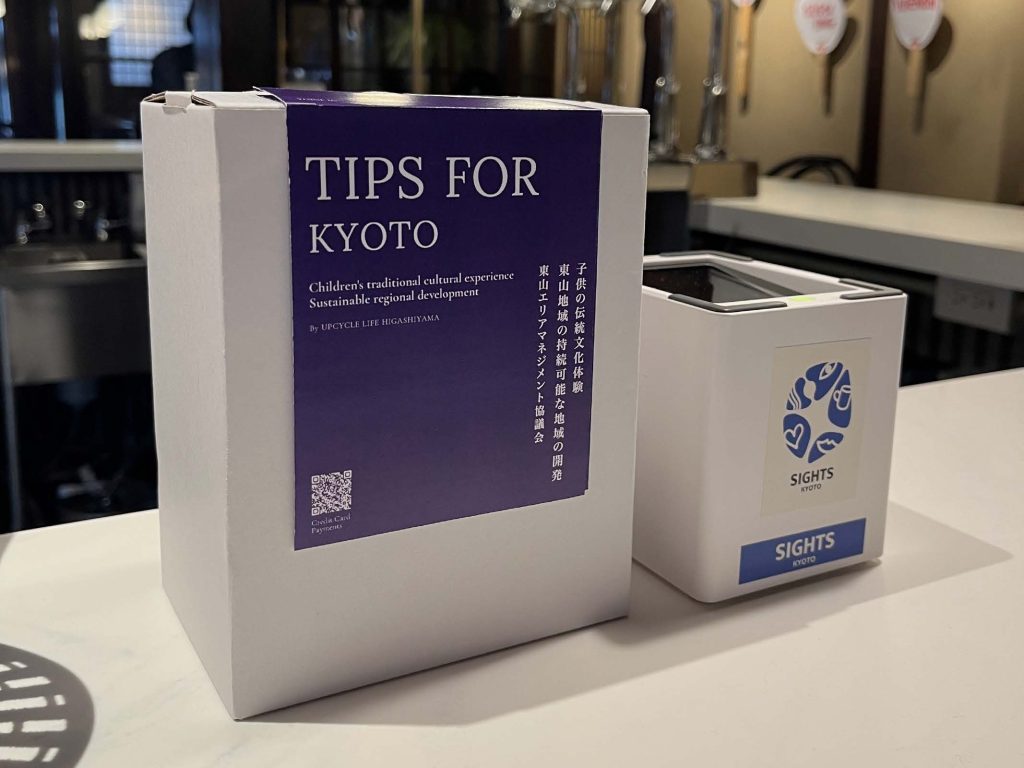 TIPS FOR
KYOTO
Children's traditional cultural experience
Sustainable regional development
By UPCYCLE LIFE HIGASHIYAMA
子供の伝統文化体験
東山地域の持続可能な地域の開発
東山エリアマネジメント協議会
Credit Card
Payments
SIGHTS
KYOTO
SIGHTS
KYOTO